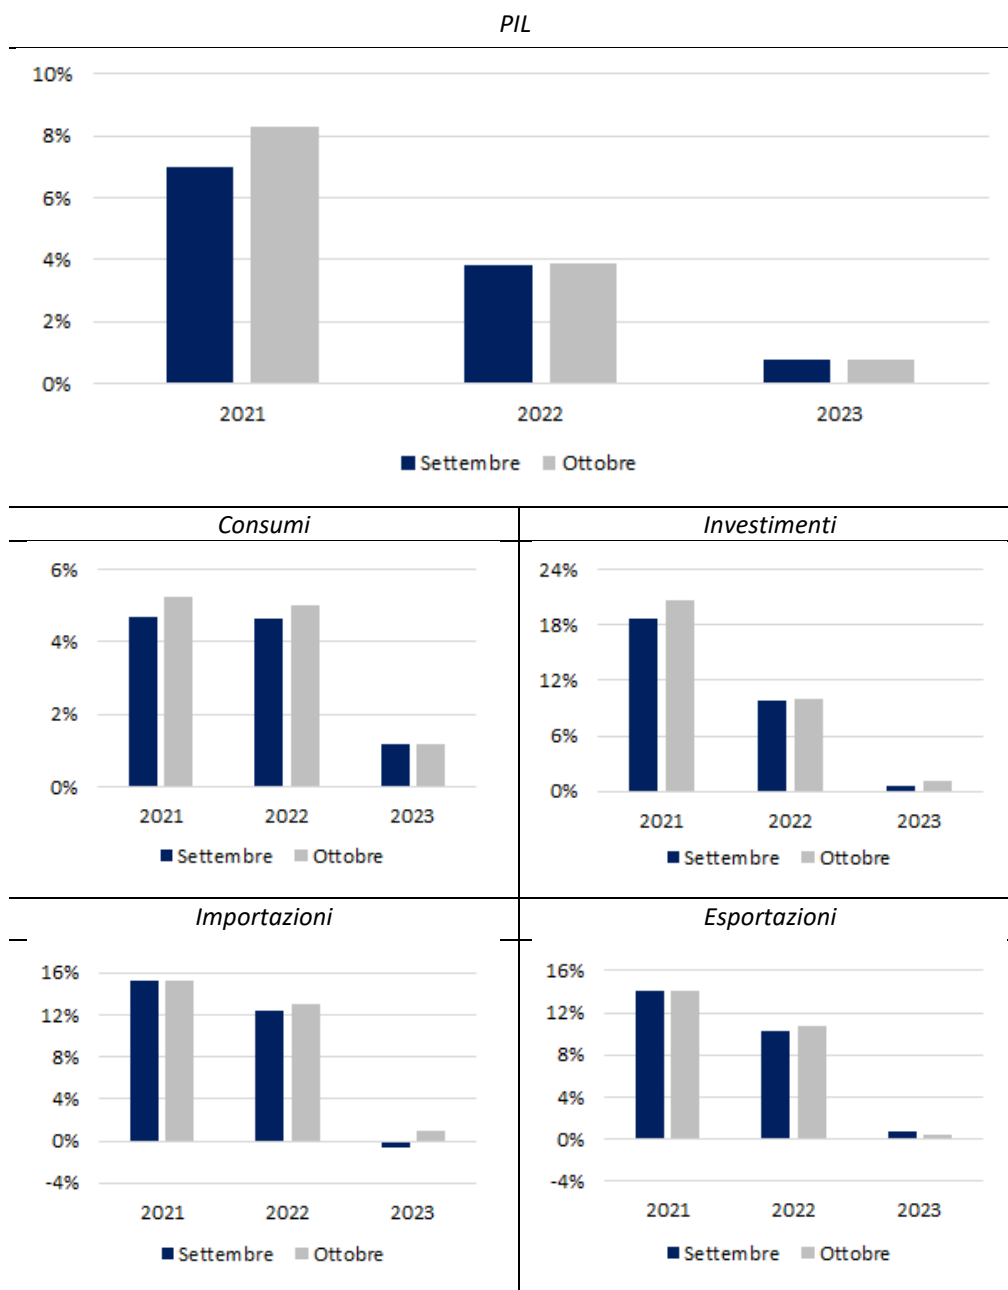 PIL
10%
8%
6%
4%
2%
0%
2021 2022 2023
Settembre Ottobre
Consumi
6%
4%
2%
0%
2021 2022 2023
Settembre Ottobre
Investimenti
24%
18%
12%
6%
0%
2021 2022 2023
Settembre Ottobre
Importazioni
16%
12%
8%
4%
0%
-4%
2021 2022 2023
Settembre Ottobre
Esportazioni
16%
12%
8%
4%
0%
-4%
2021 2022 2023
Settembre Ottobre